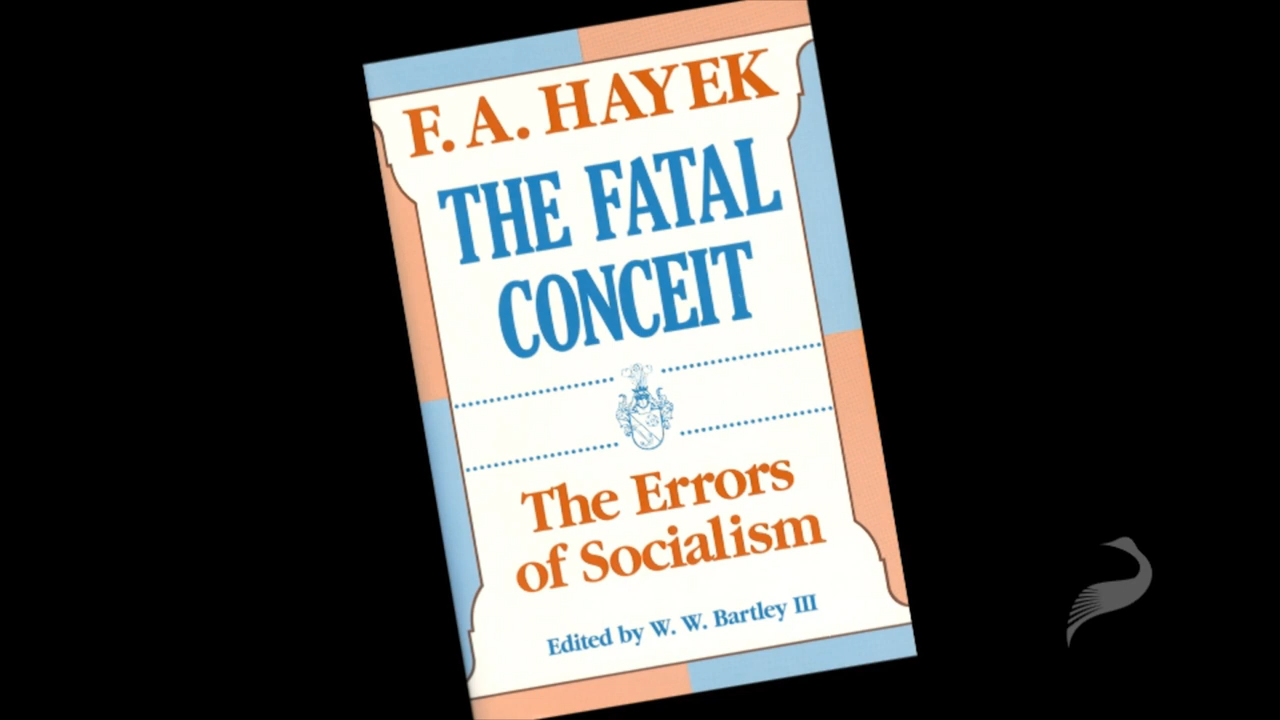 F. A. HAYEK
THE FATAL
CONCEIT
The Errors
of Socialism
Edited by W. W. Bartley III